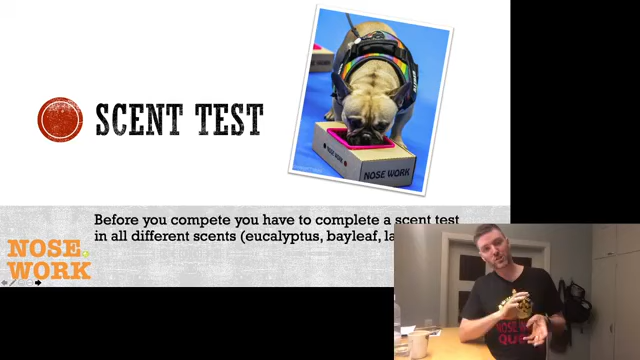 SCENT TEST
NOSE WORK
Before you compete you have to complete a scent test
in all different scents (eucalyptus, bayleaf,
NOSE
WORK